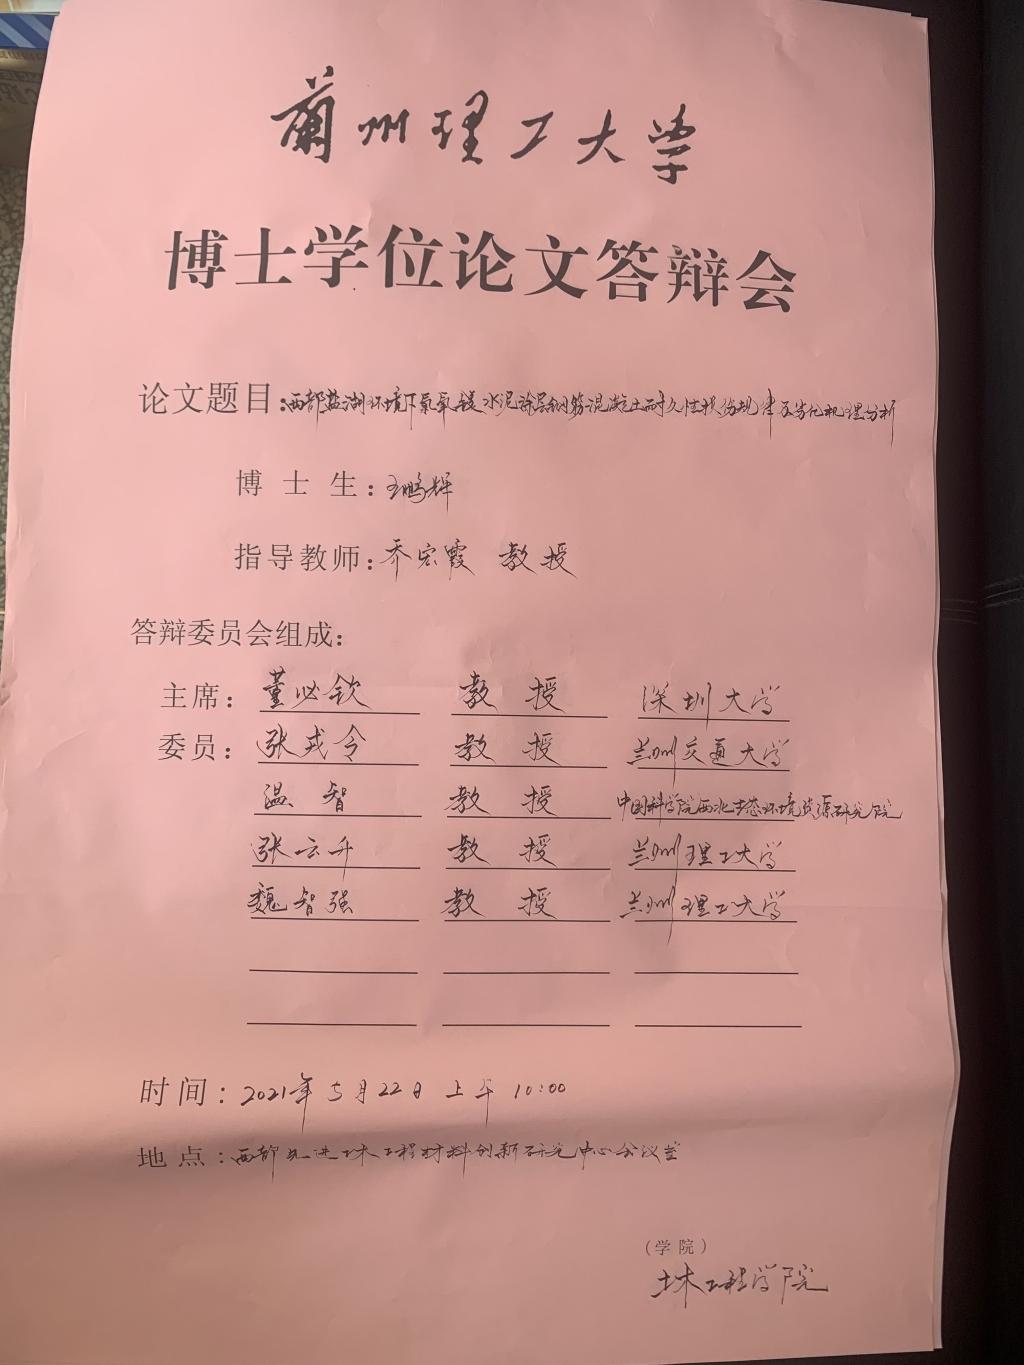 蘭州理工大学
博士学位论文答辩会
论文题目:西部盐湖环境下氯氧镁水泥涂层钢筋混凝土耐久性损伤规律及劣化机理分析
博士生:王鹏辉
指导教师:乔宏霞 教授
答辩委员会组成:
主席: 董必钦 教授 深圳大学
委员: 张戎令 教授 兰州交通大学
温智 教授 中国科学院西北生态环境资源研究院
张云升 教授 兰州理工大学
魏智强 教授 兰州理工大学
时间:2021年5月22日 上午 10:00
地点:西部先进土木工程材料创新研究中心会议室
(学院)
土木工程学院